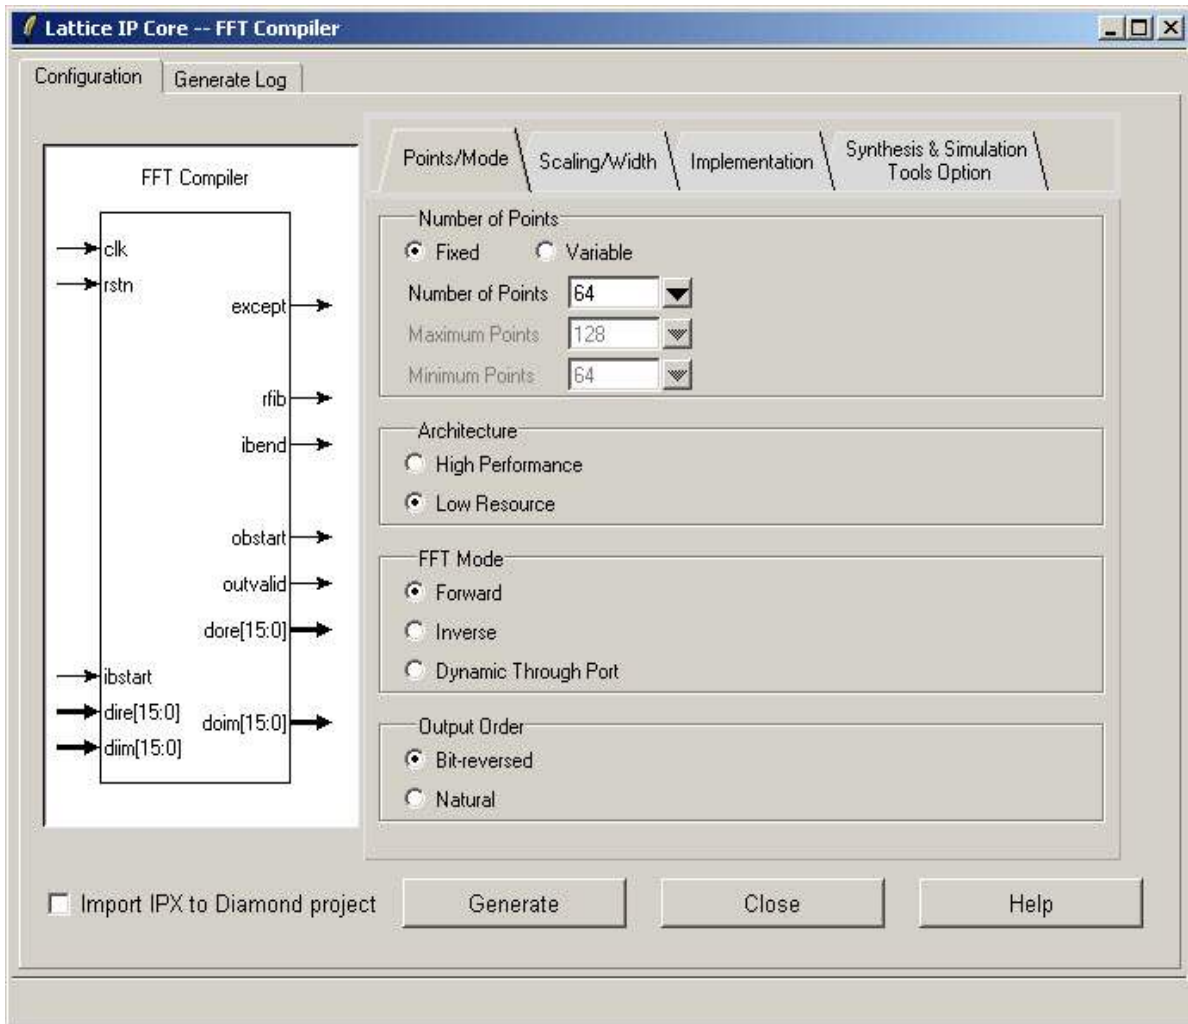 Lattice IP Core -- FFT Compiler
Configuration
Generate Log
FFT Compiler
clk
rstn
except
rfib
ibend
obstart
outvalid
dore[15:0]
ibstart
dire[15:0]
doim[15:0]
diim[15:0]
Points/Mode
Scaling/Width
Implementation
Synthesis & Simulation
Tools Option
Number of Points
Fixed
Variable
Number of Points 64
Maximum Points 128
Minimum Points 64
Architecture
High Performance
Low Resource
FFT Mode
Forward
Inverse
Dynamic Through Port
Output Order
Bit-reversed
Natural
Import IPX to Diamond project
Generate
Close
Help